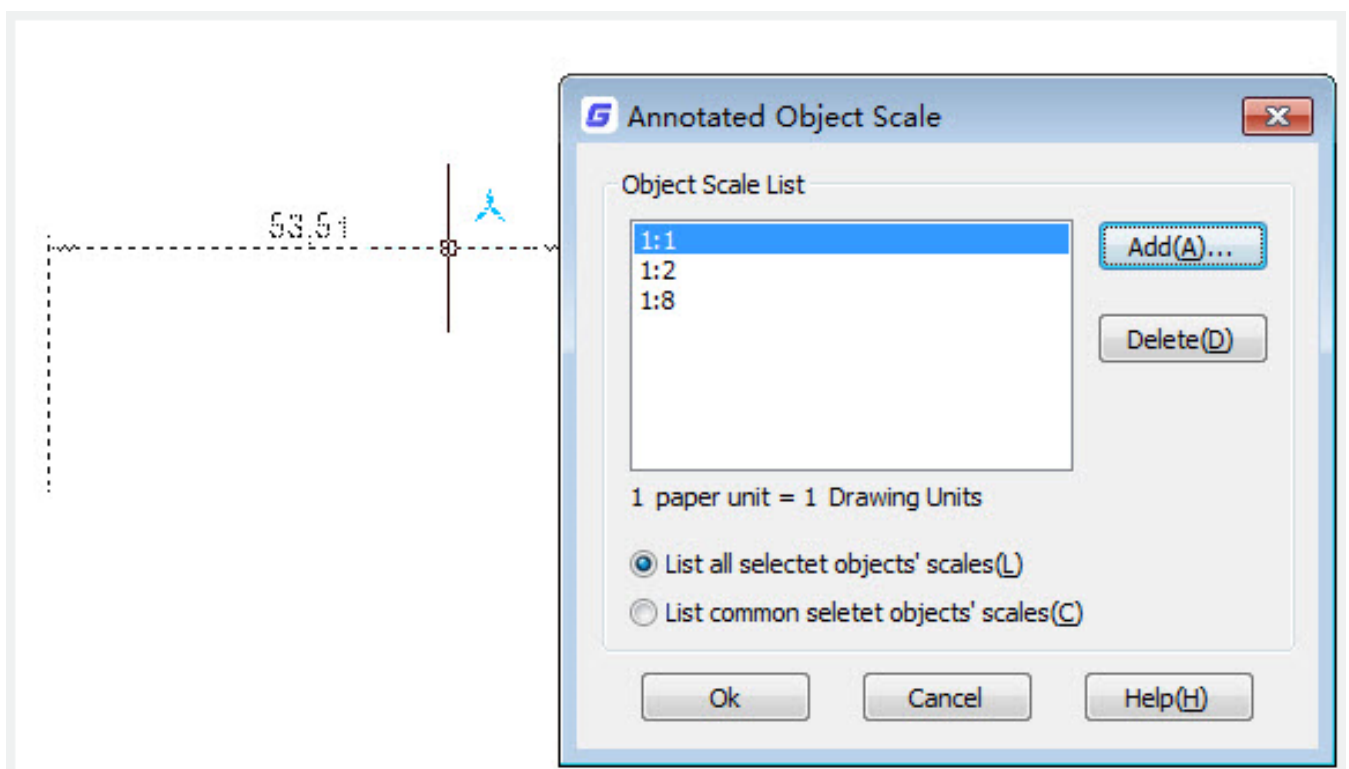 Annotated Object Scale
53,51
Object Scale List
1:1
Add(A)...
1:2
1:8
Delete(D)
1 paper unit = 1 Drawing Units
List all selectet objects' scales(L)
List common seletet objects' scales(C)
Ok
Cancel
Help(H)